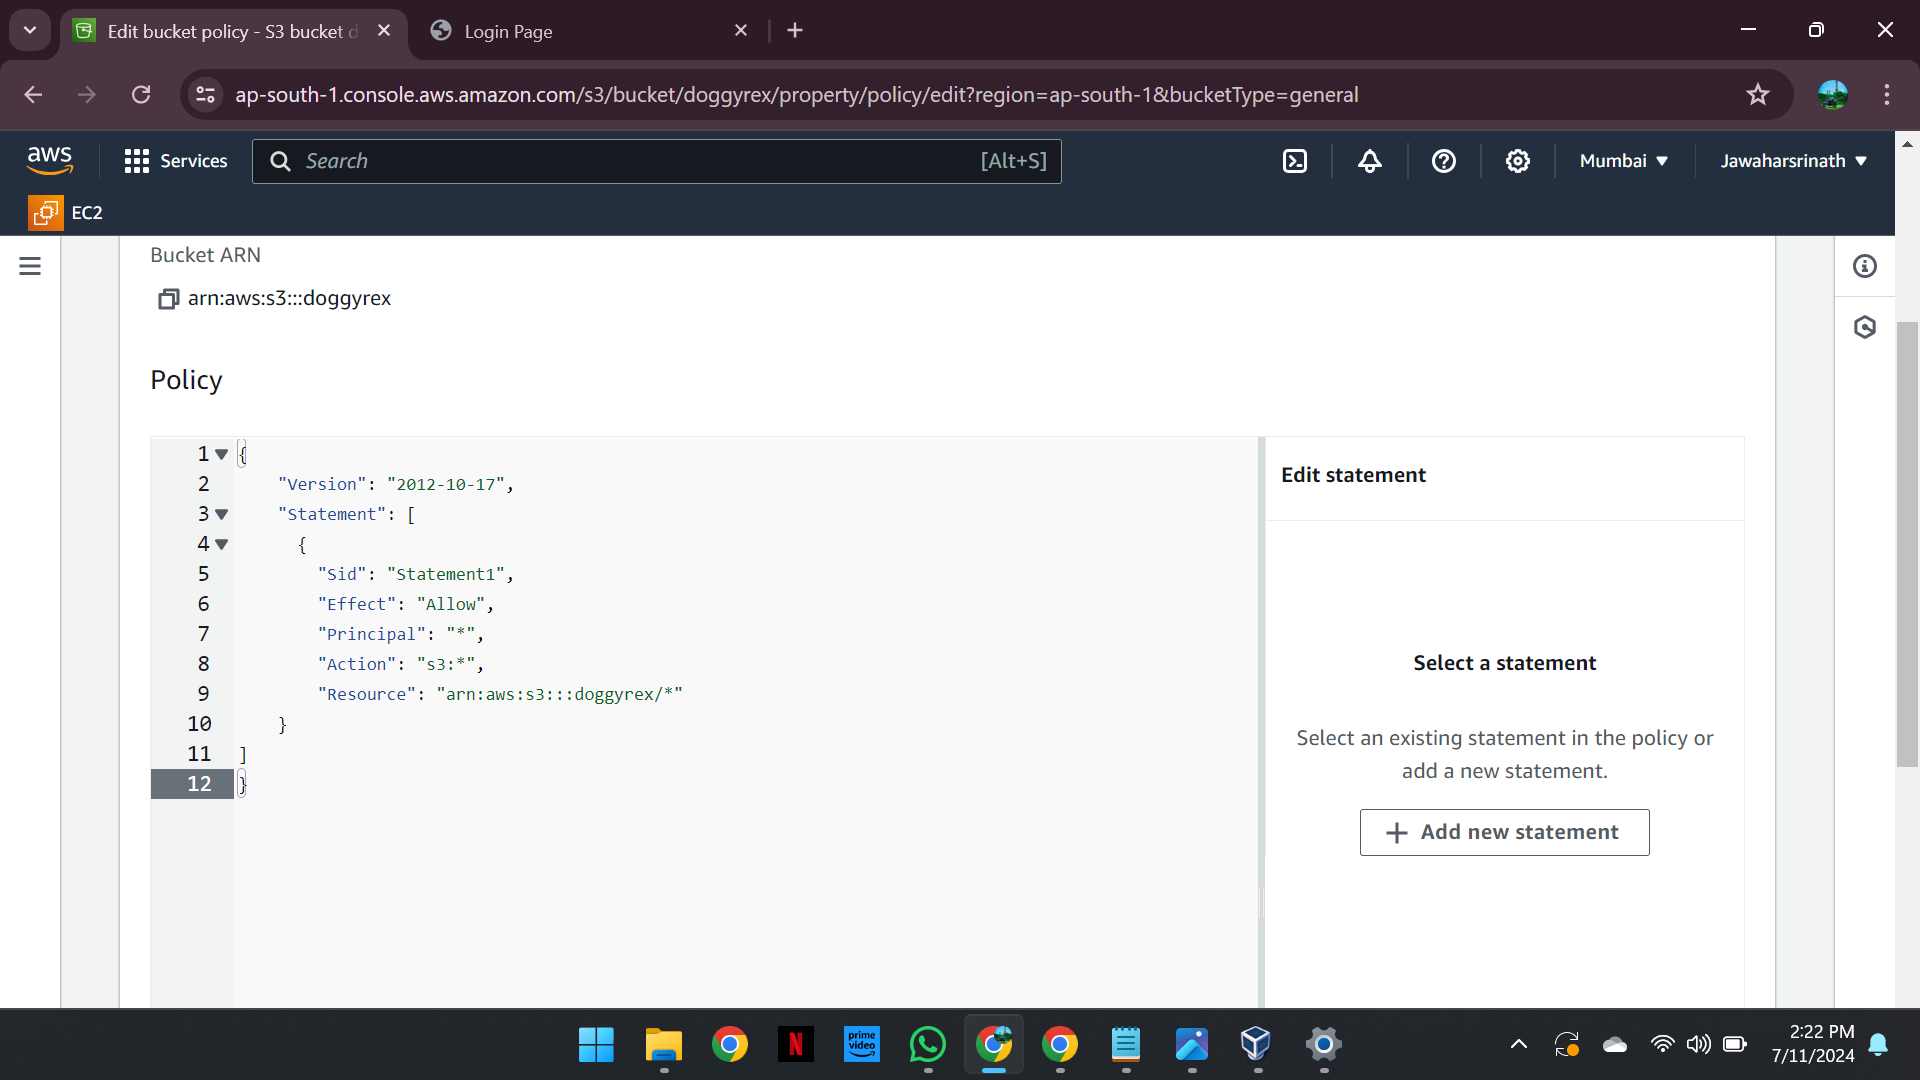 Edit bucket policy - S3 bucket d
Login Page
ap-south-1.console.aws.amazon.com/s3/bucket/doggyrex/property/policy/edit?region=ap-south-1&bucketType=general
aws
Services
Search
[Alt+S]
Mumbai
Jawaharsrinath
EC2
Bucket ARN
arn:aws:s3:::doggyrex
Policy
1 {
2 "Version": "2012-10-17",
3 "Statement": [
4 {
5 "Sid": "Statement1",
6 "Effect": "Allow",
7 "Principal": "*",
8 "Action": "s3:*",
9 "Resource": "arn:aws:s3:::doggyrex/*"
10 }
11 ]
12 }
Edit statement
Select a statement
Select an existing statement in the policy or
add a new statement.
+ Add new statement
N
prime
video
2:22 PM
7/11/2024